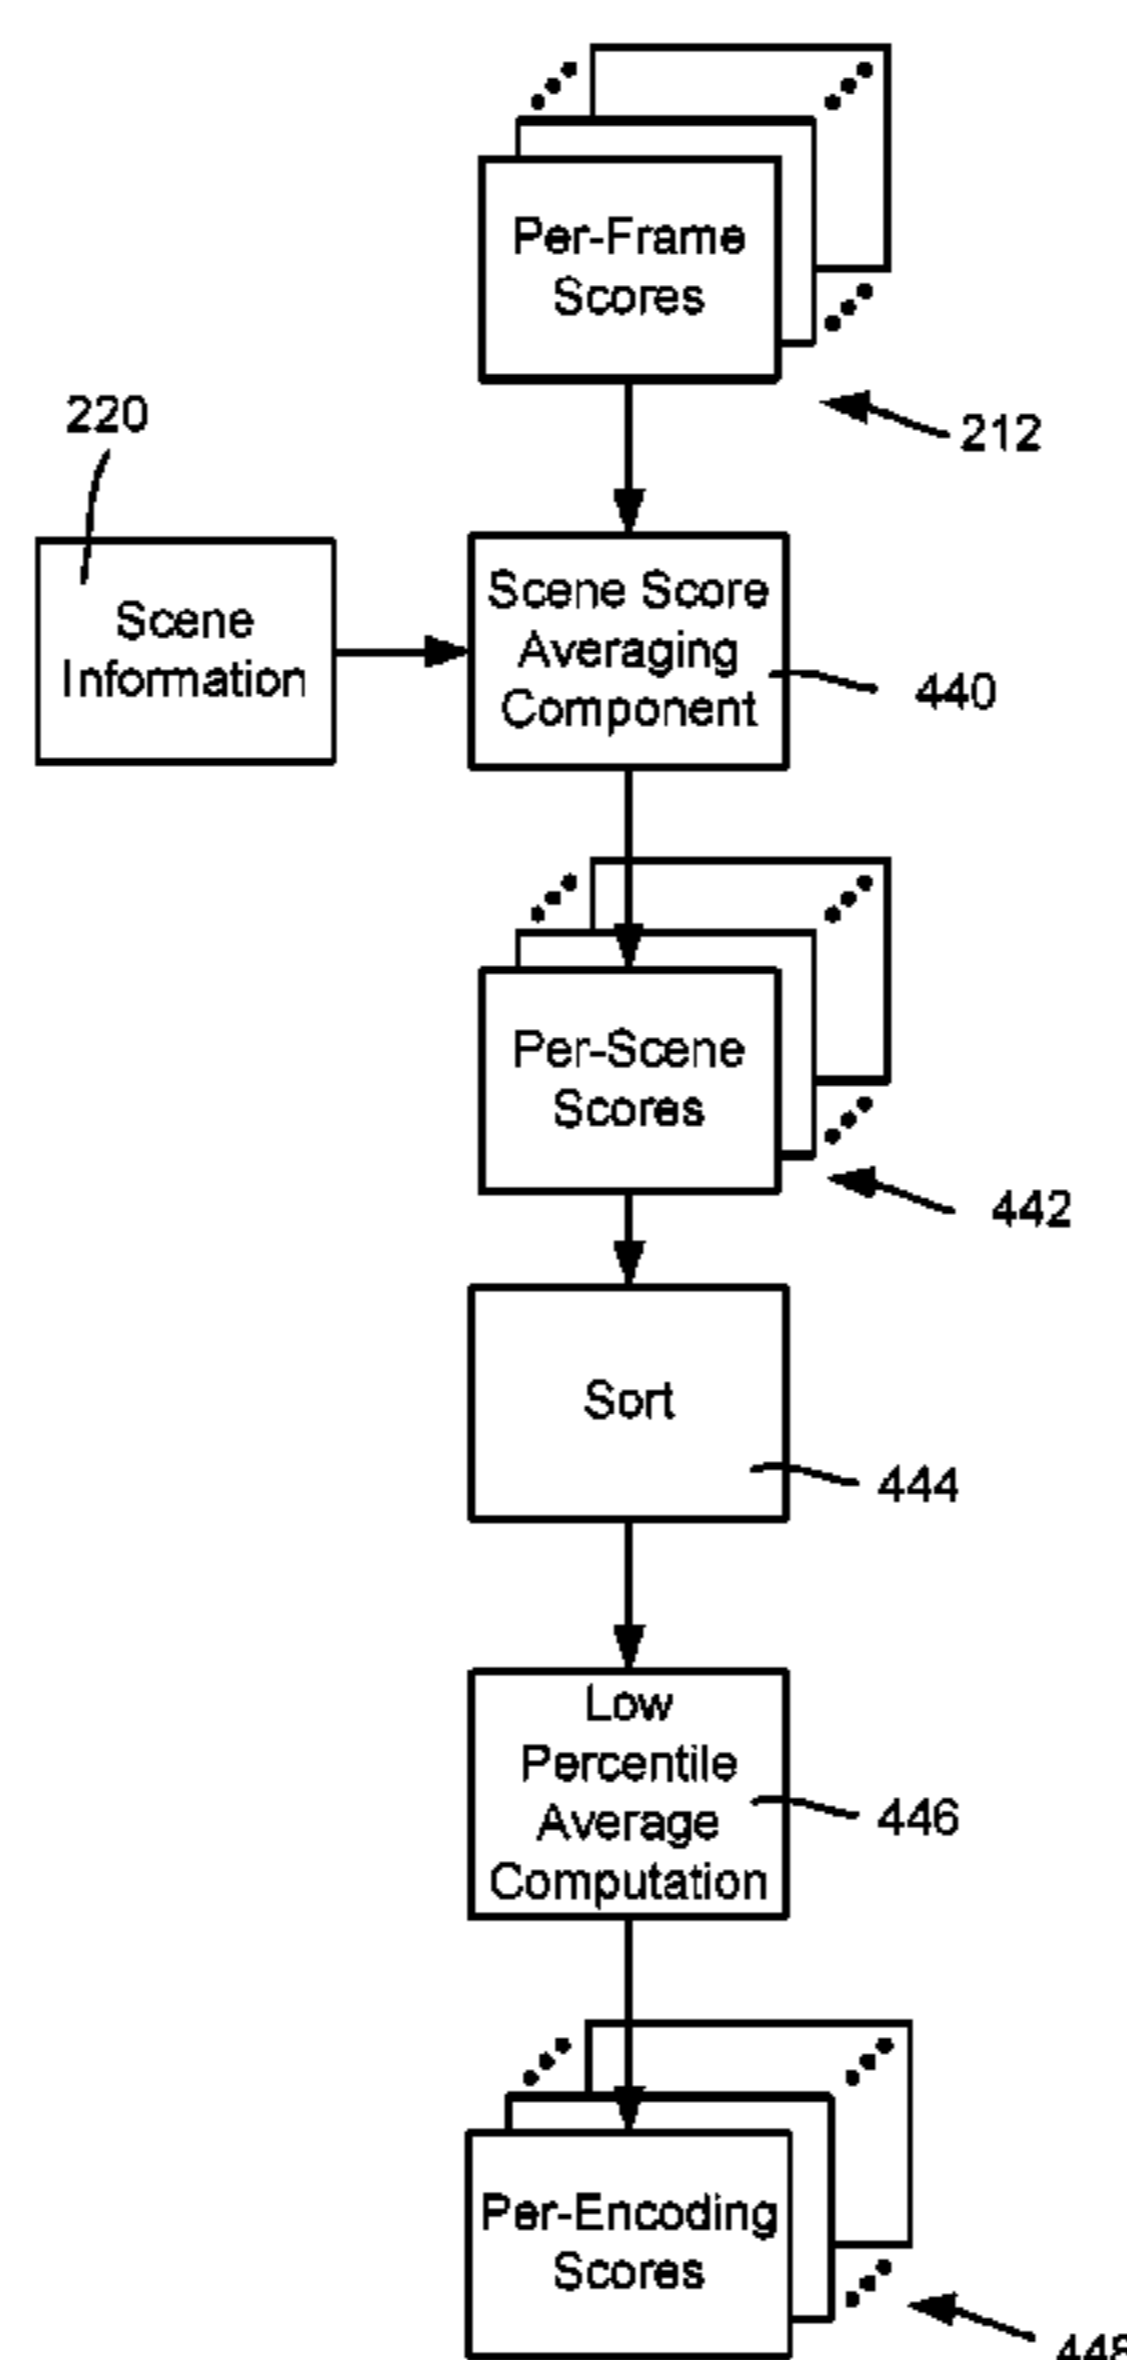 Per-Frame
Scores
212
220
Scene
Information
Scene Score
Averaging
Component
440
Per-Scene
Scores
442
Sort
444
Low
Percentile
Average
Computation
446
Per-Encoding
Scores
448